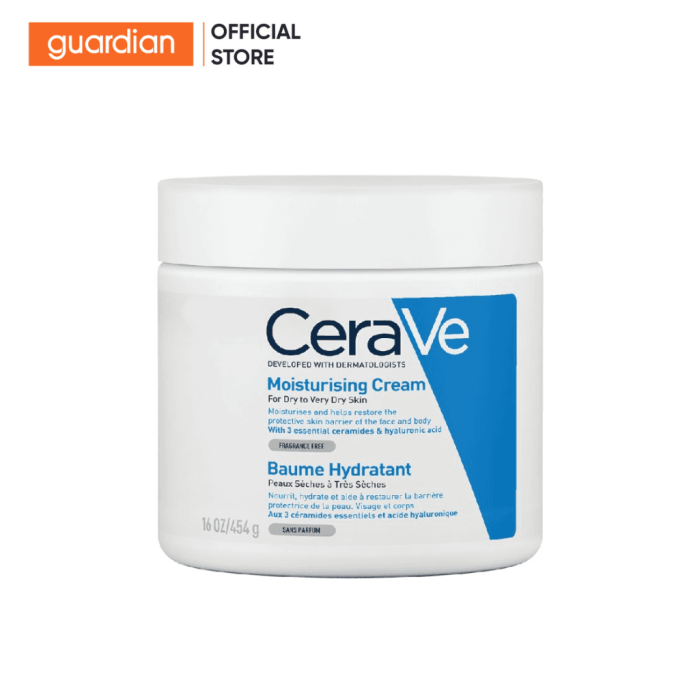 guardian
OFFICIAL
STORE
CeraVe
DEVELOPED WITH DERMATOLOGISTS
Moisturising Cream
For Dry to Very Dry Skin
Moisturises and helps restore the
protective skin barrier of the face and body
With 3 essential ceramides & hyaluronic acid
FRAGRANCE FREE
Baume Hydratant
Peaux Sèches à Très Sèches
Nourrit, hydrate et aide à restaurer la barrière
protectrice de la peau. Visage et corps
Aux 3 céramides essentiels et acide hyaluronique
16 OZ/454 g
SANS PARFUM